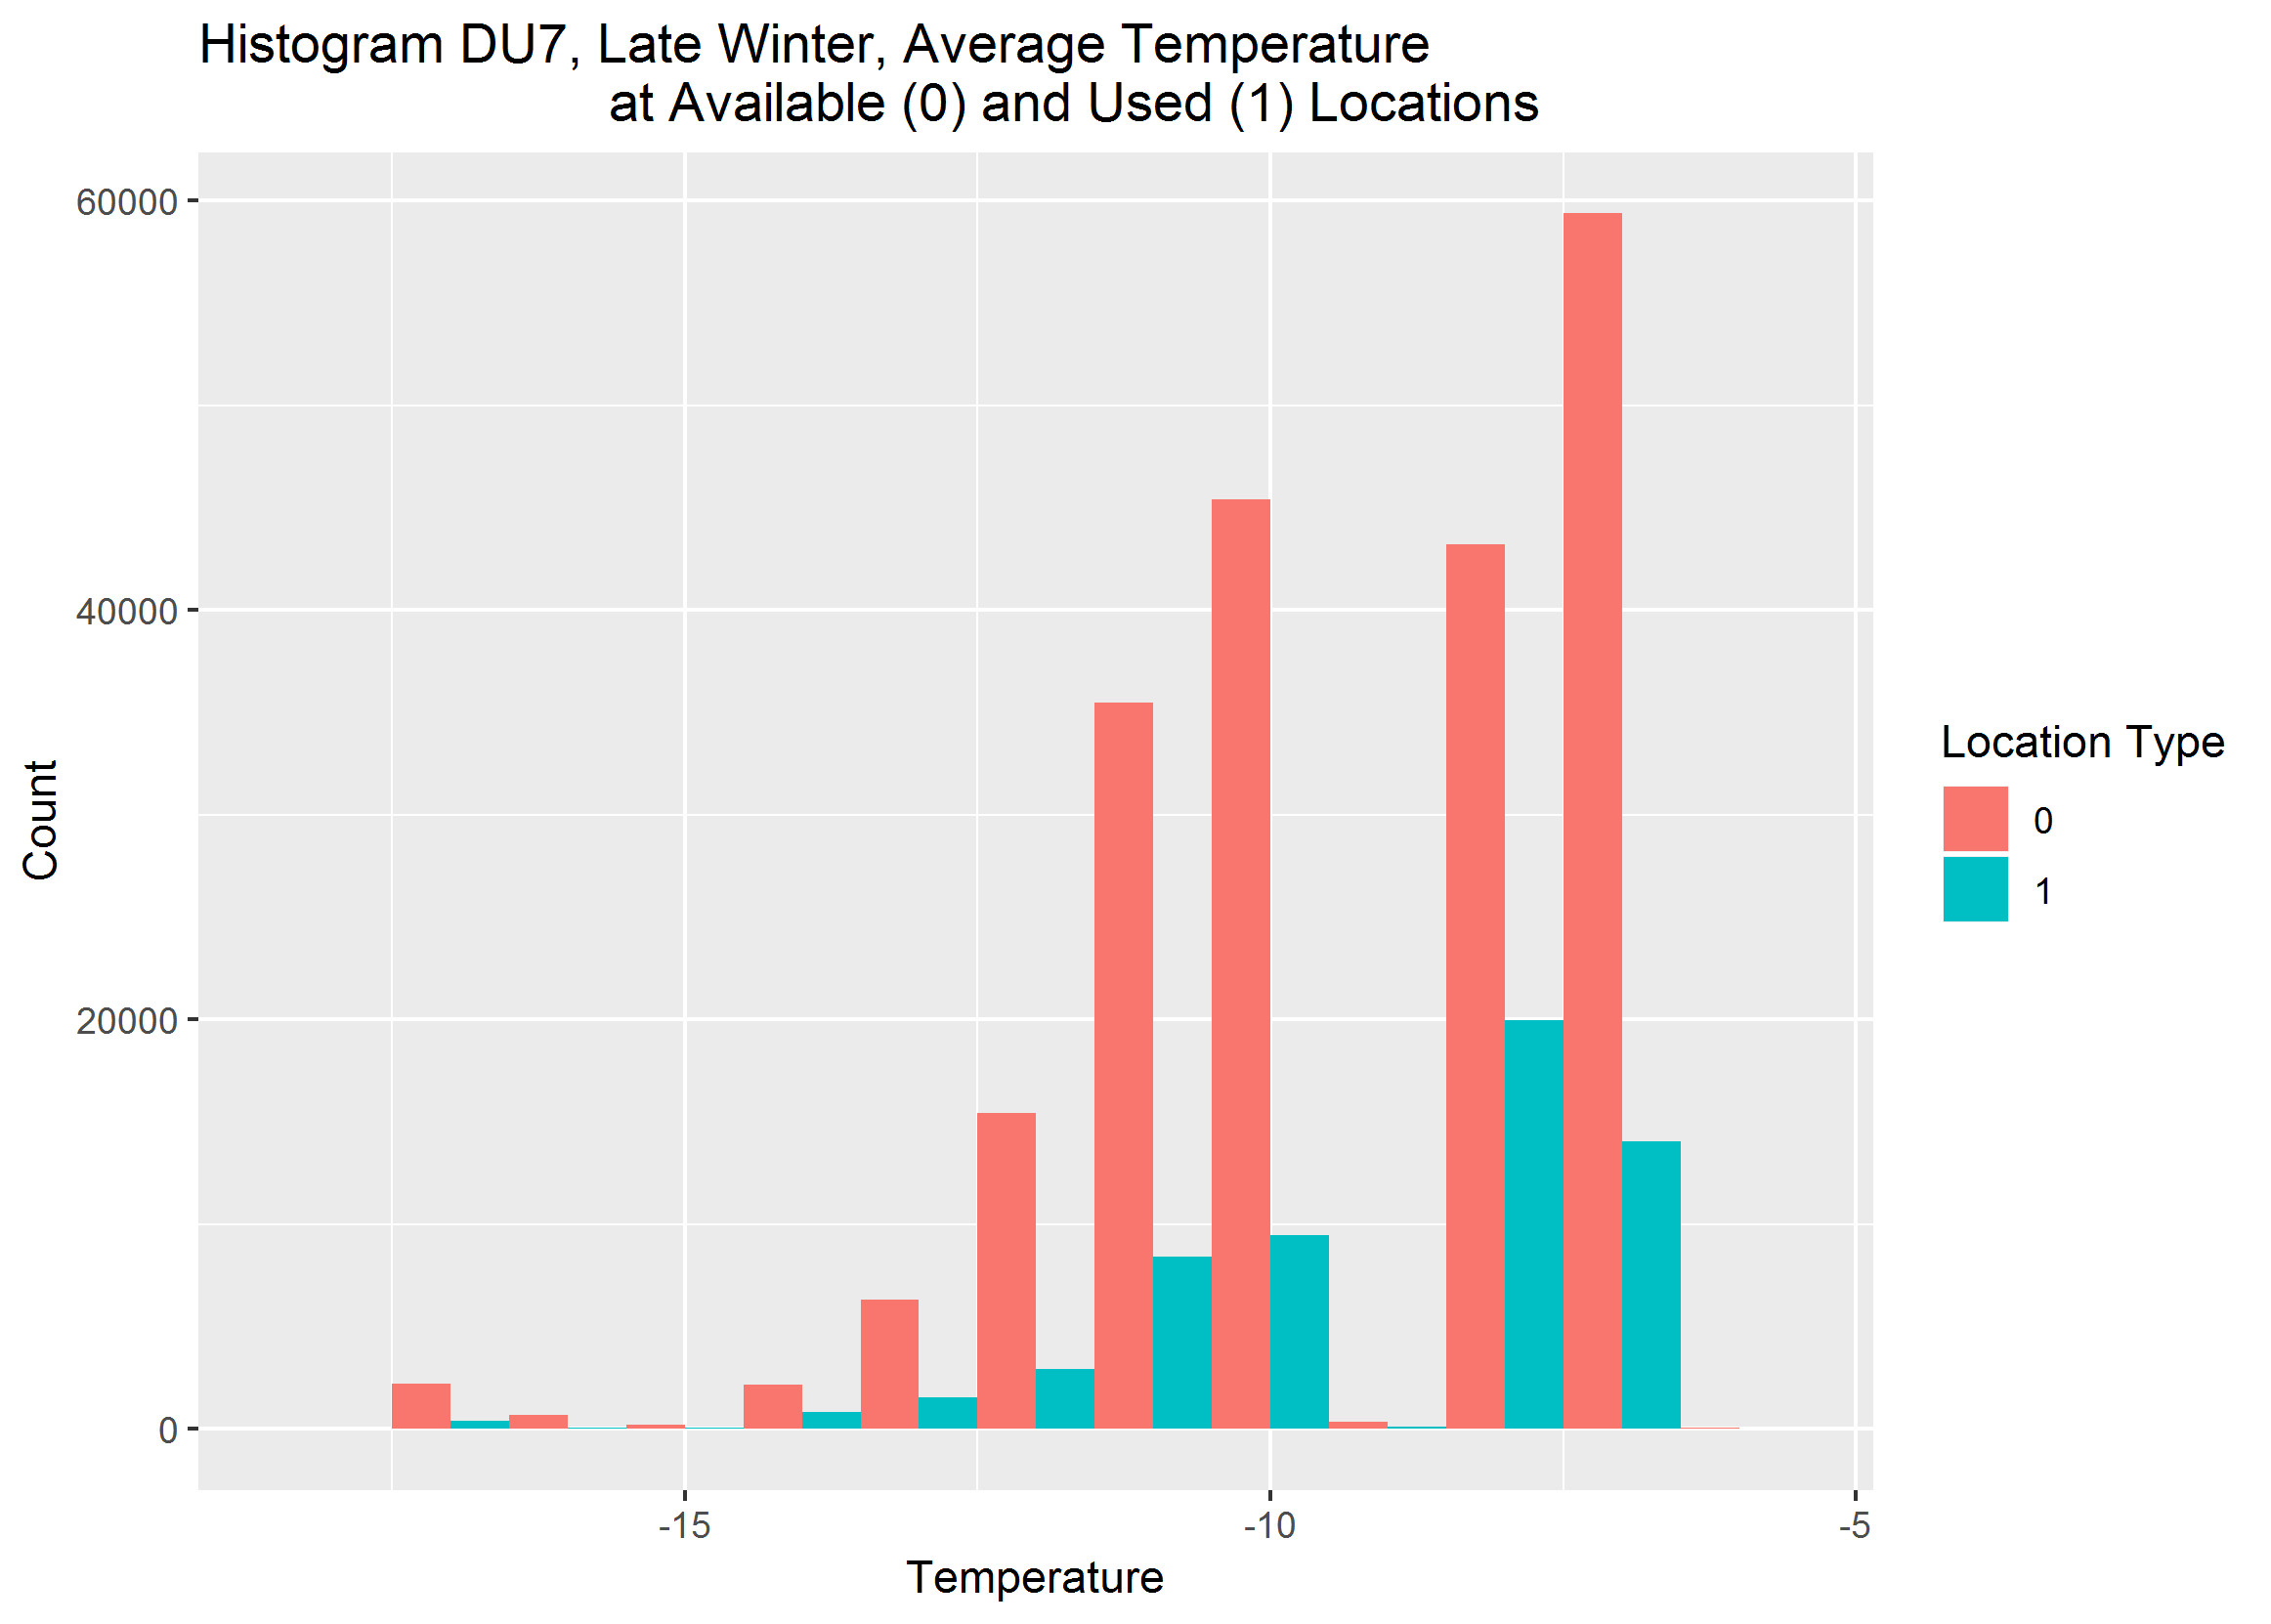 Histogram DU7, Late Winter, Average Temperature
at Available (0) and Used (1) Locations
60000
40000
20000
0
Count
-15
-10
-5
Temperature
Location Type
0
1